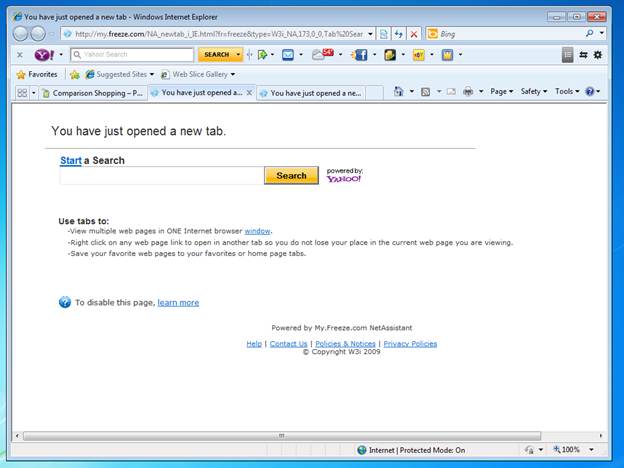 You have just opened a new tab - Windows Internet Explorer
http://my.freeze.com/NA_newtab_i_IE.html?fr=freeze&type=W3i_NA,173,0_0,Tab%20Sear
Bing
Y!
Yahoo! Search
SEARCH
54°
Favorites
Suggested Sites
Web Slice Gallery
Comparison Shopping – P...
You have just opened a...
You have just opened a ne...
Page
Safety
Tools
You have just opened a new tab.
Start a Search
Search
powered by:
YAHOO!
Use tabs to:
-View multiple web pages in ONE Internet browser window.
-Right click on any web page link to open in another tab so you do not lose your place in the current web page you are viewing.
-Save your favorite web pages to your favorites or home page tabs.
? To disable this page, learn more
Powered by My.Freeze.com NetAssistant
Help | Contact Us | Policies & Notices | Privacy Policies
© Copyright W3i 2009
Internet | Protected Mode: On
100%